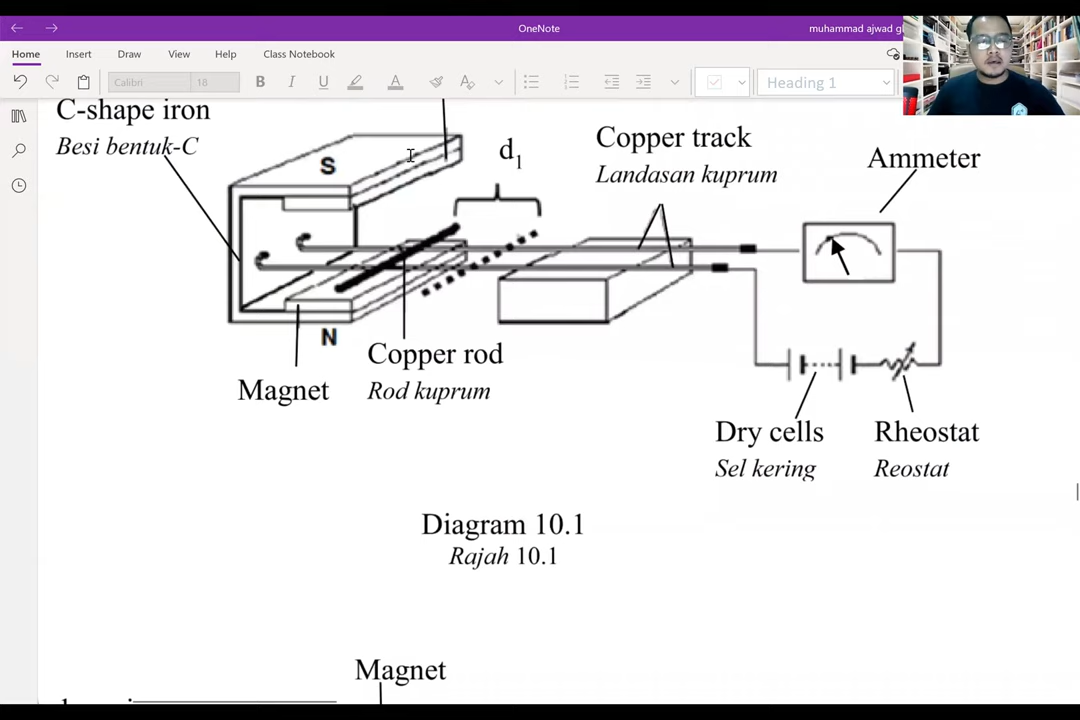 OneNote
muhammad ajwad g
Home Insert Draw View Help Class Notebook
Calibri 18 B I U A Heading 1
C-shape iron
Besi bentuk-C
S
d1
Copper track
Landasan kuprum
Ammeter
N
Magnet
Copper rod
Rod kuprum
Dry cells
Sel kering
Rheostat
Reostat
Diagram 10.1
Rajah 10.1
Magnet